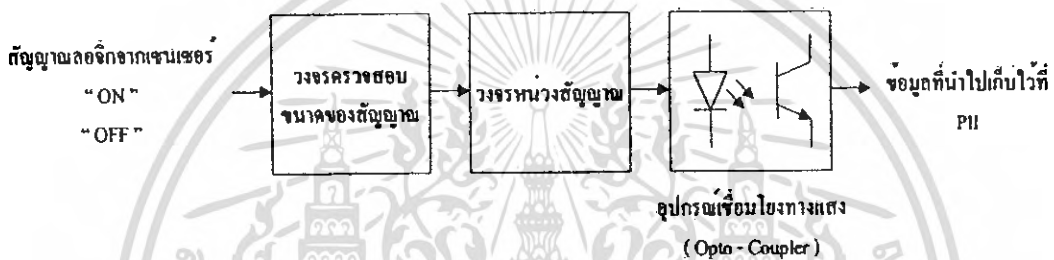 สัญญาณลอจิกจากเซนเซอร์
"ON"
"OFF"
วงจรตรวจสอบ
ขนาดของสัญญาณ
วงจรหน่วงสัญญาณ
ข้อมูลที่นำไปเก็บไว้ที่
PII
อุปกรณ์เชื่อมโยงทางแสง
( Opto - Coupler )